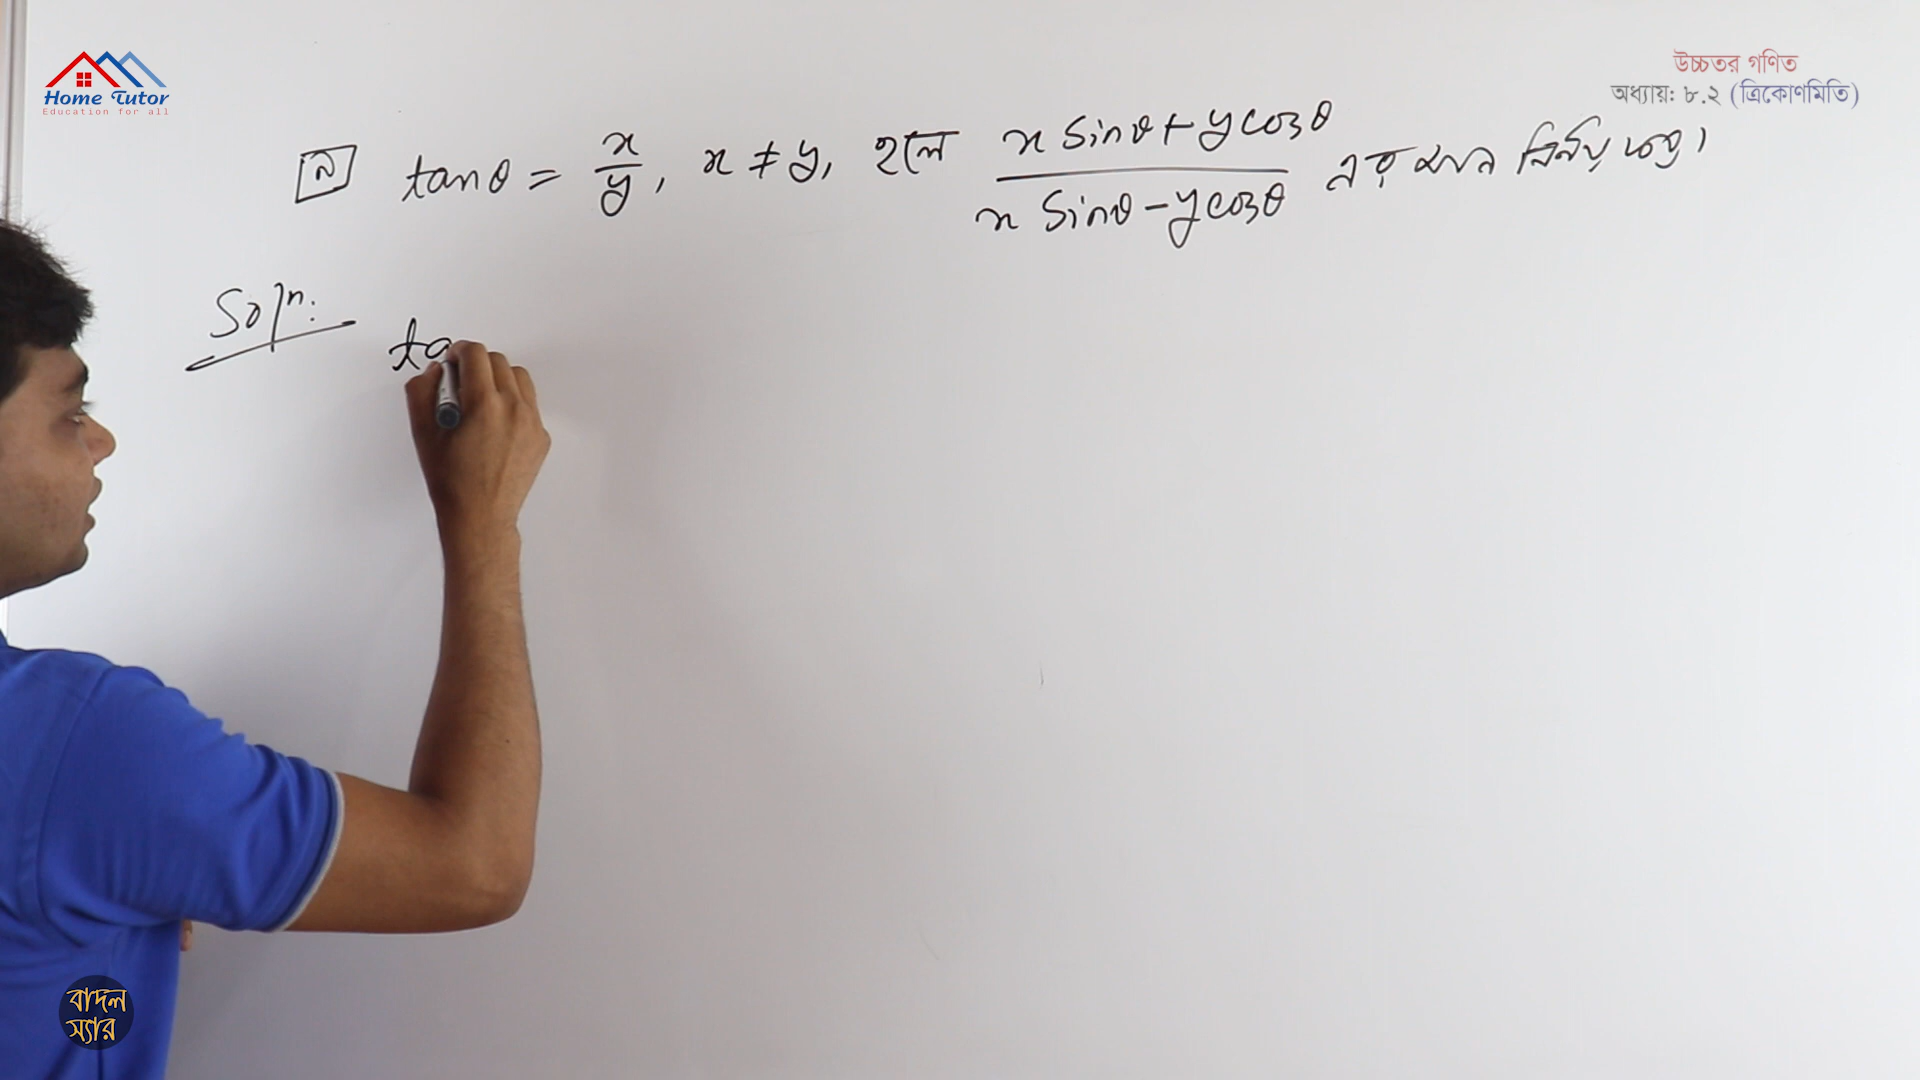 Home Tutor
Education for all
উচ্চতর গণিত
অধ্যায়: ৮.২ (ত্রিকোণমিতি)
tanθ = x/y, x ≠ y, হলে (x sinθ + y cosθ)/(x sinθ - y cosθ) এর মান নির্ণয় কর।
Solⁿ:
ta
বাদল
স্যার